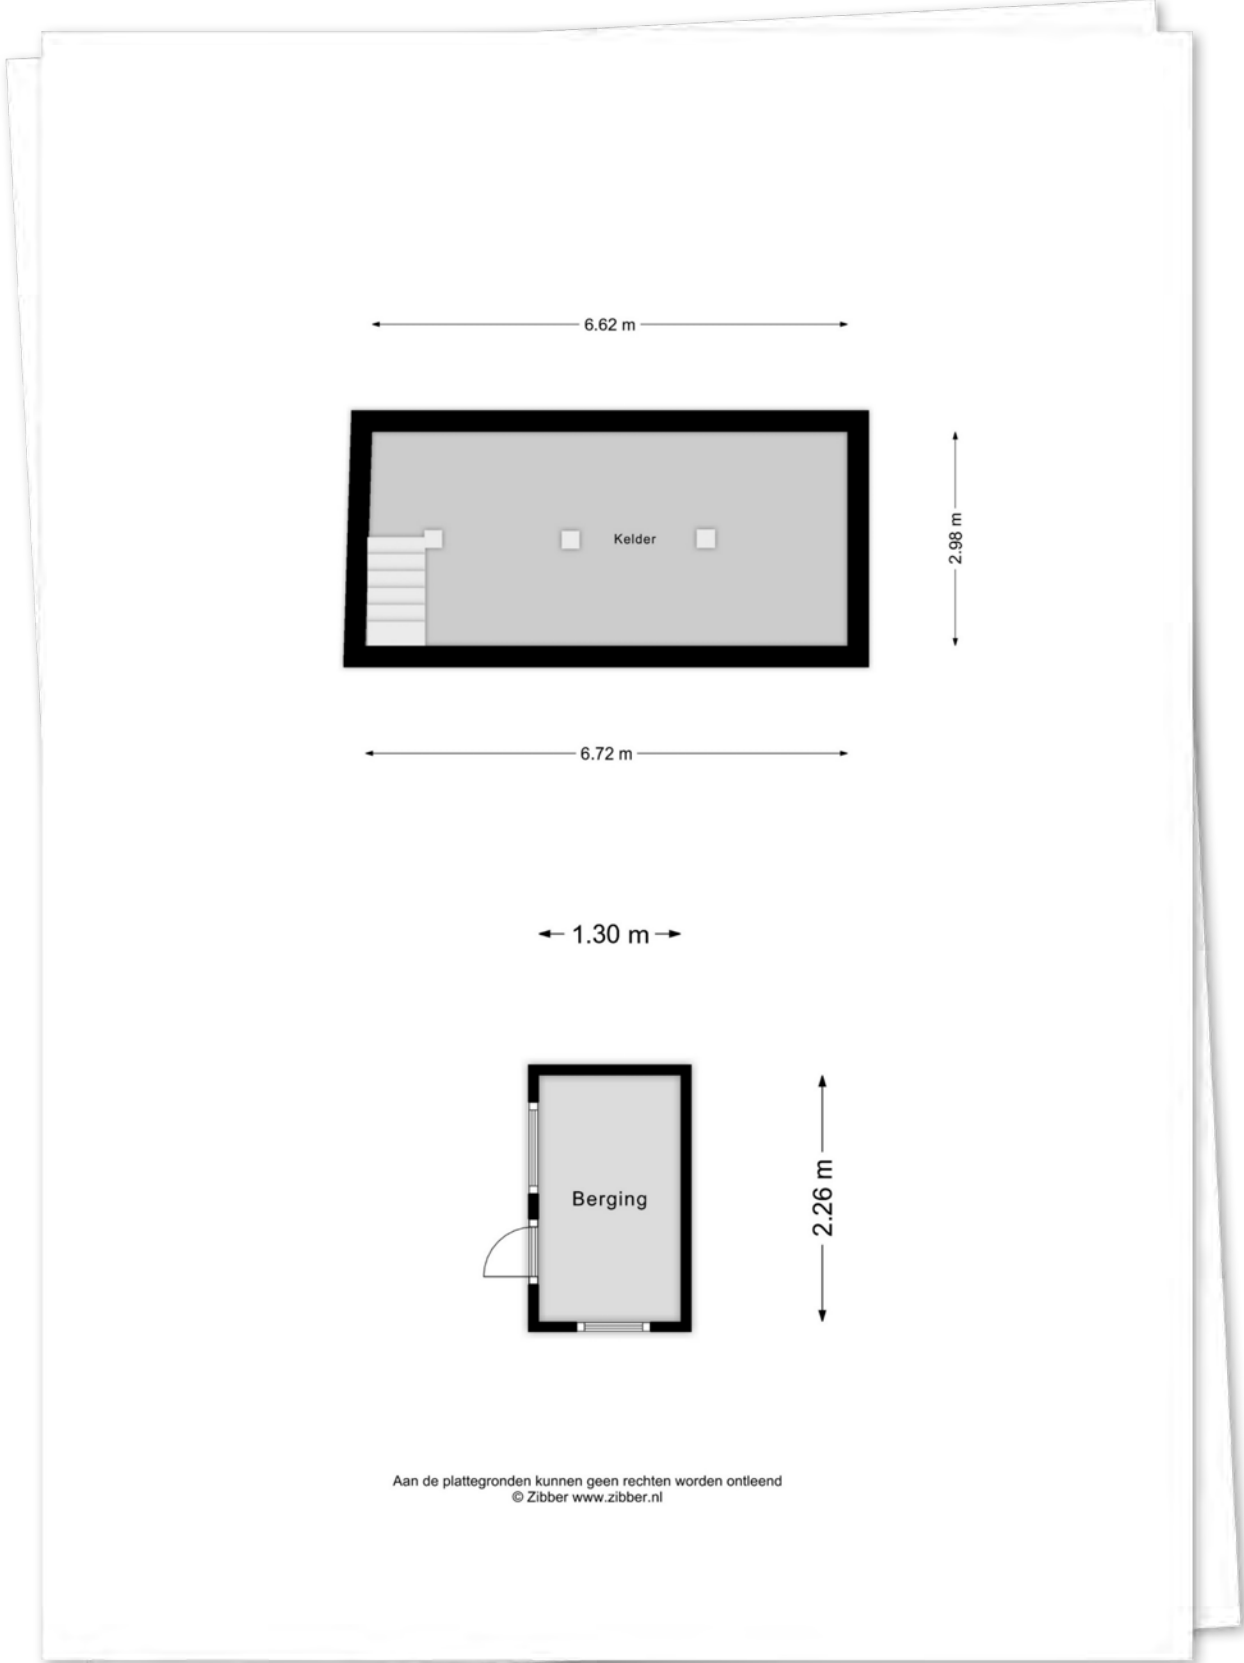 6.62 m
Kelder
2.98 m
6.72 m
1.30 m
Berging
2.26 m
Aan de plattegronden kunnen geen rechten worden ontleend
© Zibber www.zibber.nl